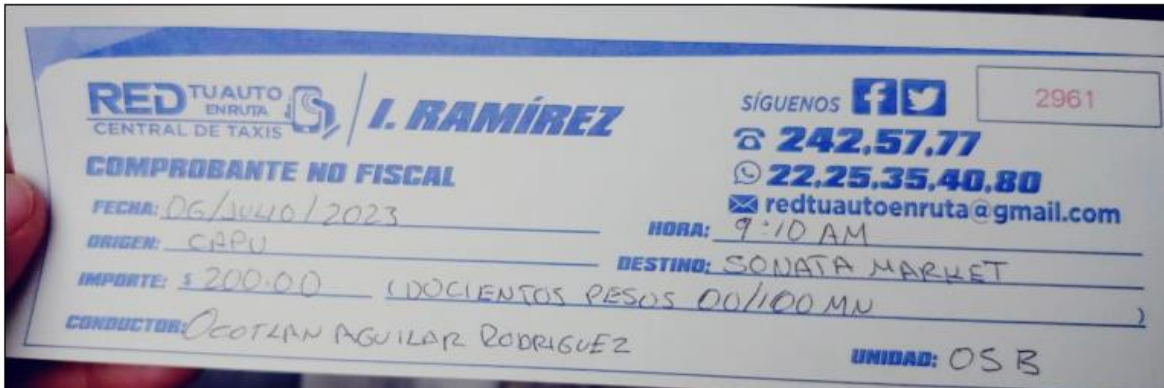 RED TU AUTO EN RUTA
CENTRAL DE TAXIS
I. RAMÍREZ
SÍGUENOS
2961
242.57.77
22.25.35.40.80
redtuautoenruta@gmail.com
COMPROBANTE NO FISCAL
FECHA: 06/JULIO/2023
HORA: 9:10 AM
ORIGEN: CAPU
DESTINO: SONATA MARKET
IMPORTE: $ 200.00 (DOCIENTOS PESOS 00/100 MN )
CONDUCTOR: OCOTLAN AGUILAR RODRIGUEZ
UNIDAD: OSB